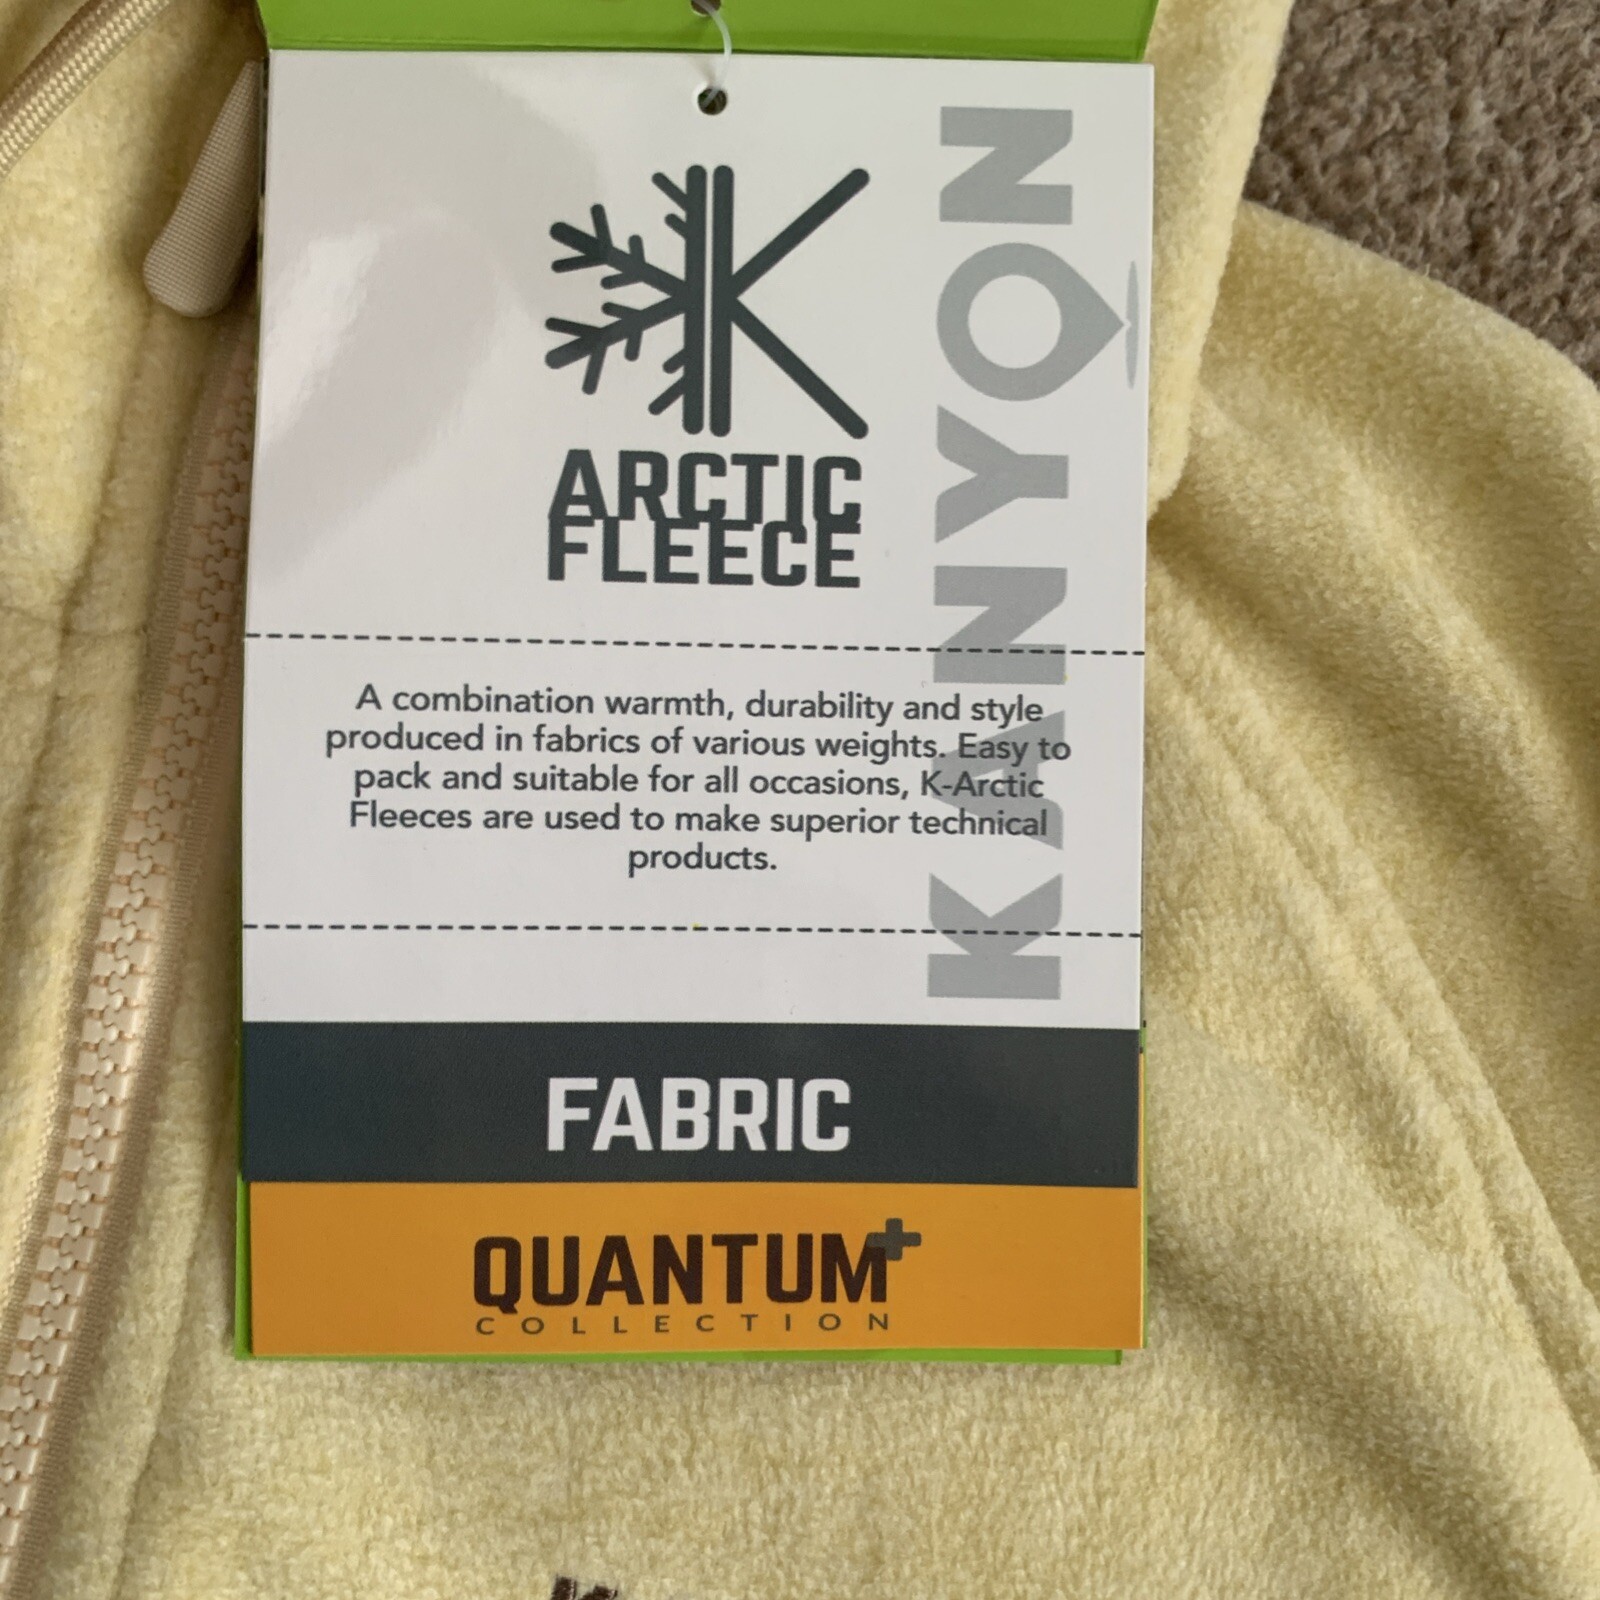 ARCTIC
FLEECE
KANYON
A combination warmth, durability and style
produced in fabrics of various weights. Easy to
pack and suitable for all occasions, K-Arctic
Fleeces are used to make superior technical
products.
FABRIC
QUANTUM+
COLLECTION